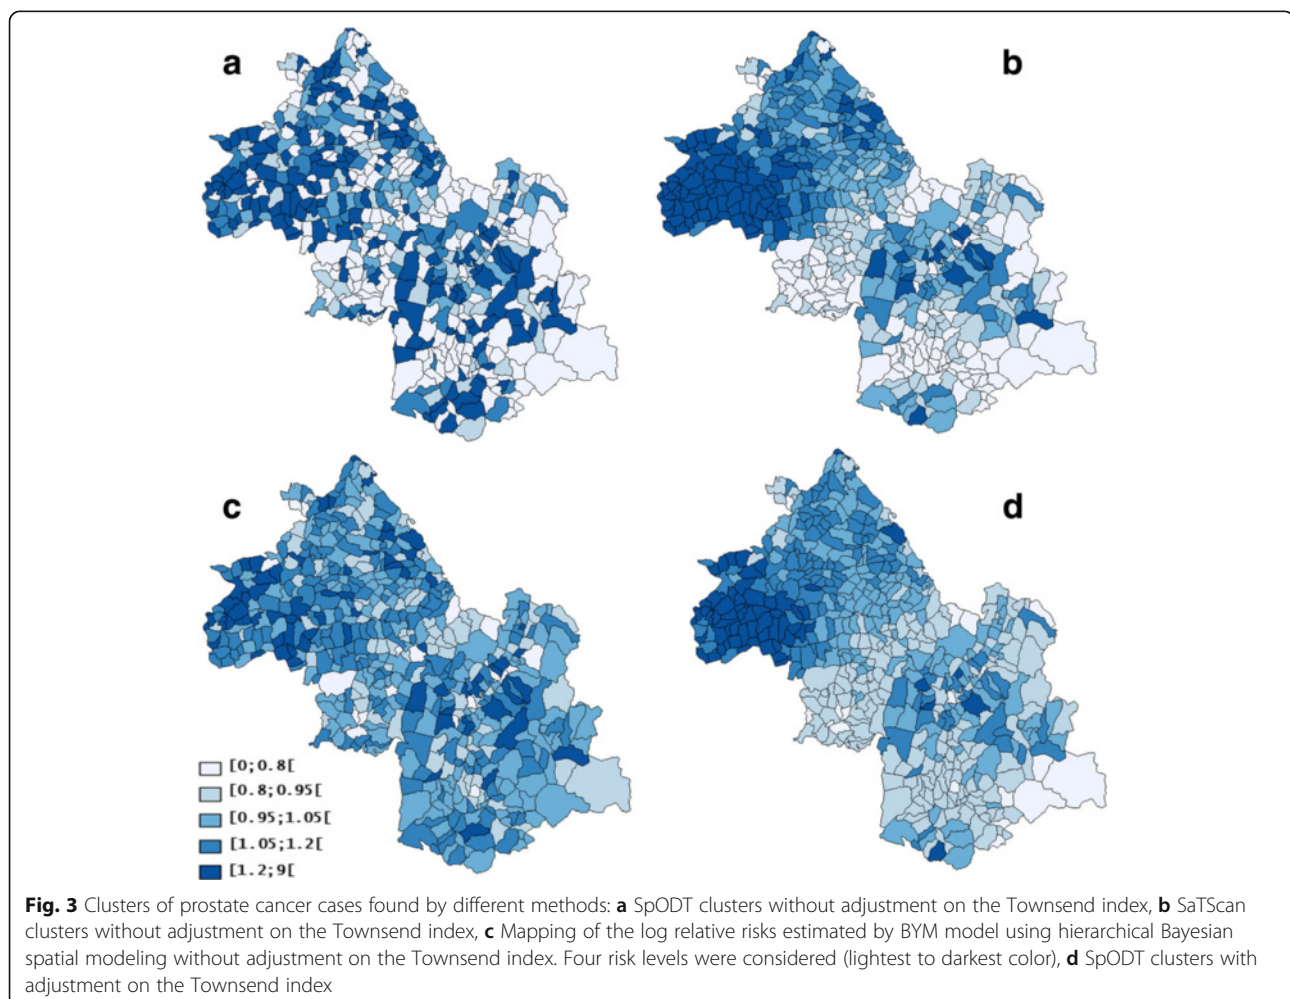 a
b
c
d
[0;0.8[
[0.8;0.95[
[0.95;1.05[
[1.05;1.2[
[1.2;9[
Fig. 3 Clusters of prostate cancer cases found by different methods: a SpODT clusters without adjustment on the Townsend index, b SaTScan
clusters without adjustment on the Townsend index, c Mapping of the log relative risks estimated by BYM model using hierarchical Bayesian
spatial modeling without adjustment on the Townsend index. Four risk levels were considered (lightest to darkest color), d SpODT clusters with
adjustment on the Townsend index